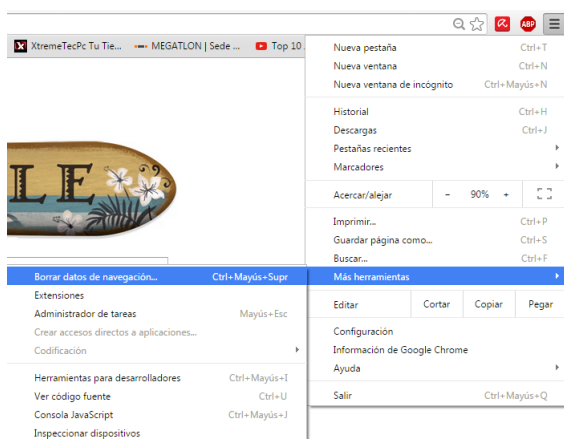 XtremeTecPc Tu Tie...
MEGATLON | Sede ...
Top 10
ABP
LE
Nueva pestaña Ctrl+T
Nueva ventana Ctrl+N
Nueva ventana de incógnito Ctrl+Mayús+N
Historial Ctrl+H
Descargas Ctrl+J
Pestañas recientes
Marcadores
Acercar/alejar - 90% +
Imprimir... Ctrl+P
Guardar página como... Ctrl+S
Buscar... Ctrl+F
Más herramientas
Editar Cortar Copiar Pegar
Configuración
Información de Google Chrome
Ayuda
Salir Ctrl+Mayús+Q
Borrar datos de navegación... Ctrl+Mayús+Supr
Extensiones
Administrador de tareas Mayús+Esc
Crear accesos directos a aplicaciones...
Codificación
Herramientas para desarrolladores Ctrl+Mayús+I
Ver código fuente Ctrl+U
Consola JavaScript Ctrl+Mayús+J
Inspeccionar dispositivos